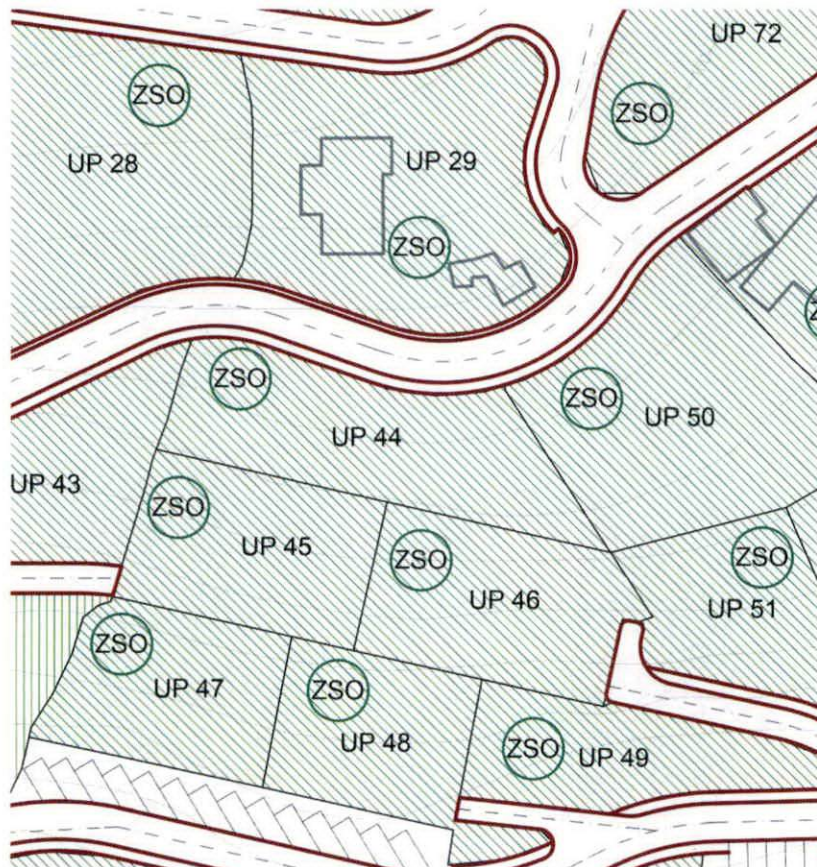 UP 72
ZSO
ZSO
UP 28
UP 29
ZSO
ZSO
ZSO
UP 44
UP 50
UP 43
ZSO
UP 45
ZSO
UP 46
ZSO
UP 51
ZSO
UP 47
ZSO
UP 48
ZSO
UP 49